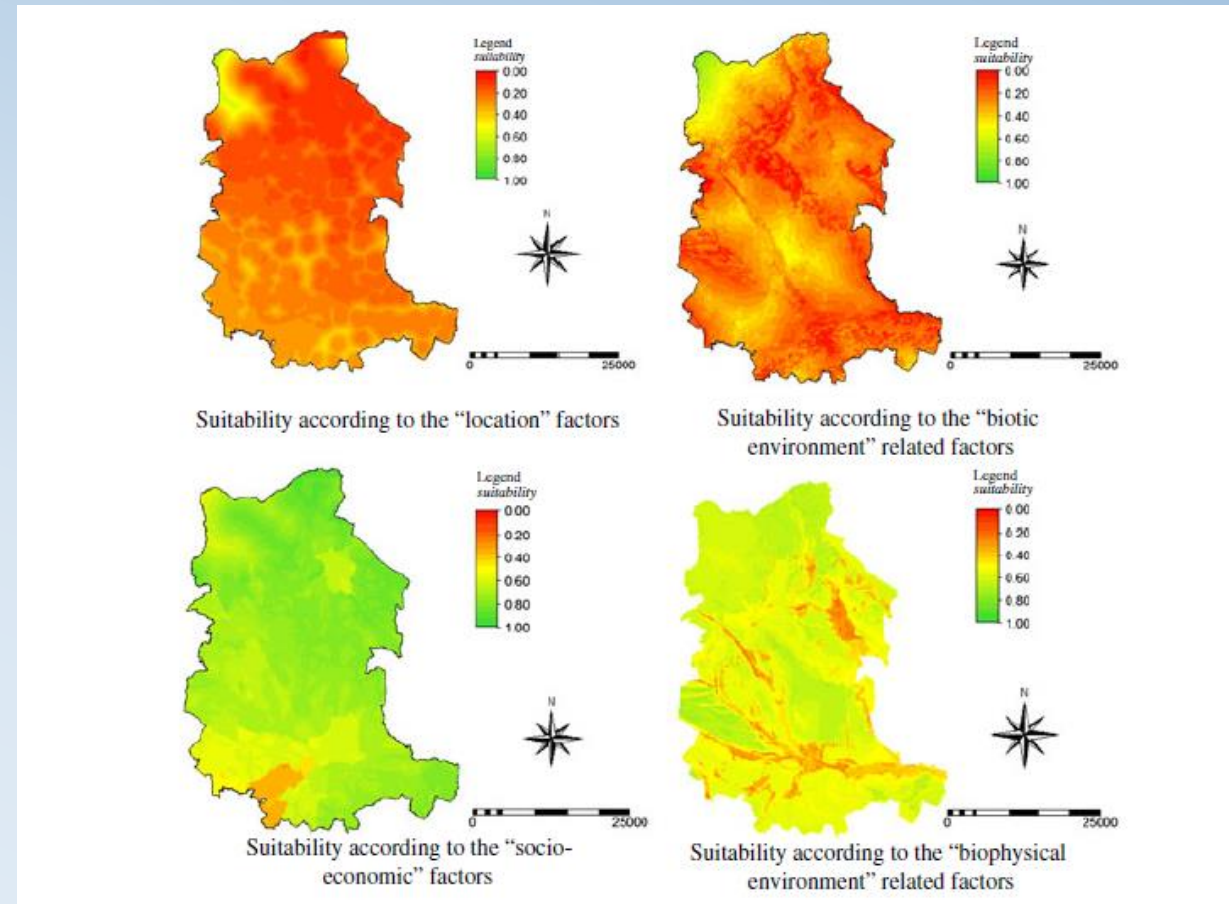 Legend
suitability
0.00
0.20
0.40
0.60
0.80
1.00
N
0 25000
Suitability according to the “location” factors
Legend
suitability
0.00
0.20
0.40
0.60
0.80
1.00
N
0 25000
Suitability according to the “biotic
environment” related factors
Legend
suitability
0.00
0.20
0.40
0.60
0.80
1.00
N
0 25000
Suitability according to the “socio-
economic” factors
Legend
suitability
0.00
0.20
0.40
0.60
0.80
1.00
N
0 25000
Suitability according to the “biophysical
environment” related factors